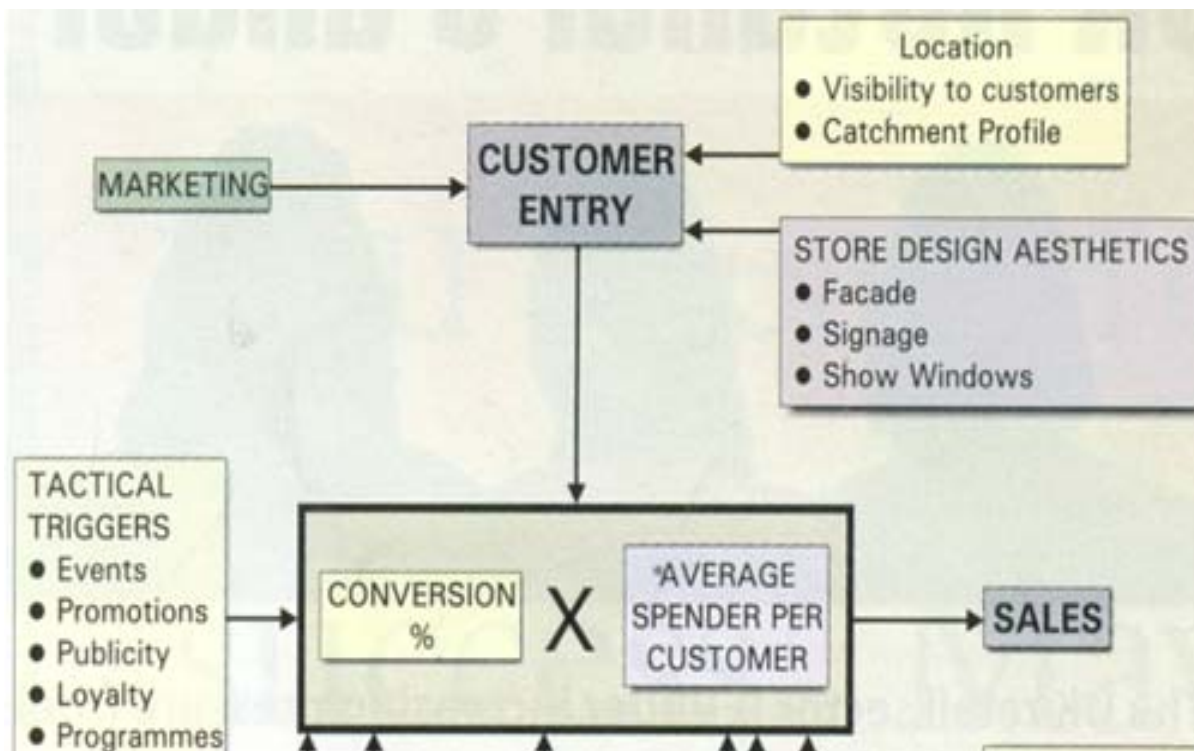 Location
● Visibility to customers
● Catchment Profile
MARKETING
CUSTOMER
ENTRY
STORE DESIGN AESTHETICS
● Facade
● Signage
● Show Windows
TACTICAL
TRIGGERS
● Events
● Promotions
● Publicity
● Loyalty
● Programmes
CONVERSION
%
X
*AVERAGE
SPENDER PER
CUSTOMER
SALES